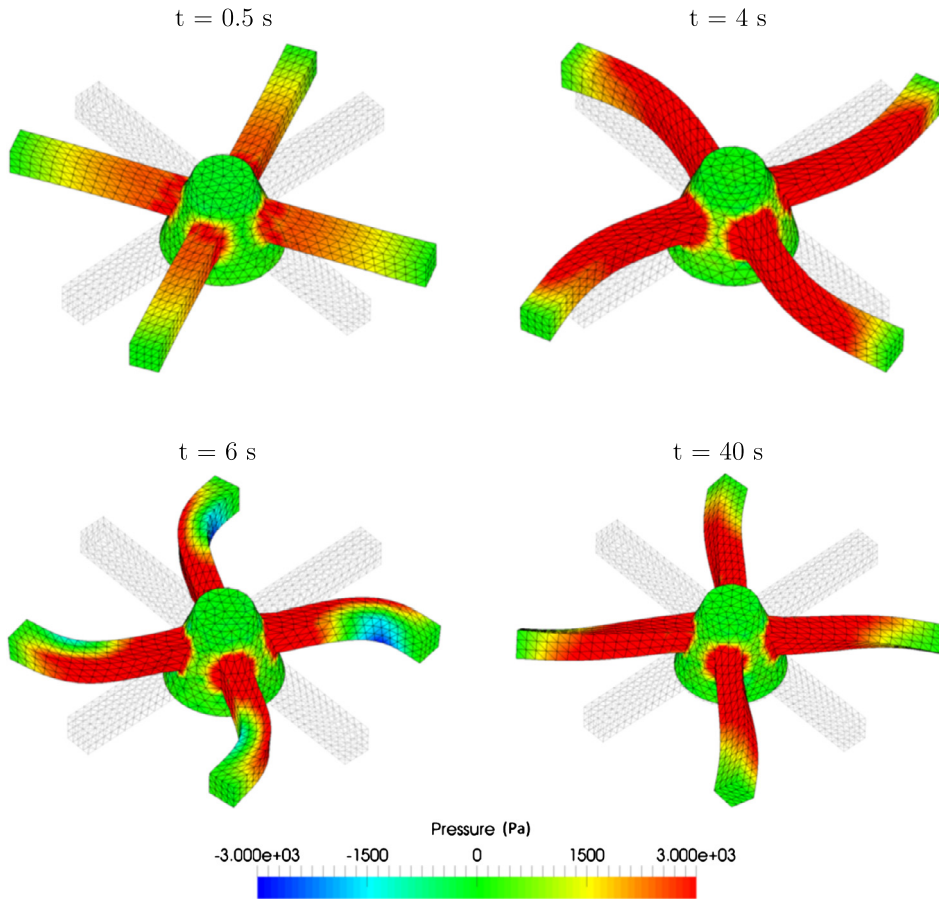 t = 0.5 s
t = 4 s
t = 6 s
t = 40 s
Pressure (Pa)
-3.000e+03 -1500 0 1500 3.000e+03